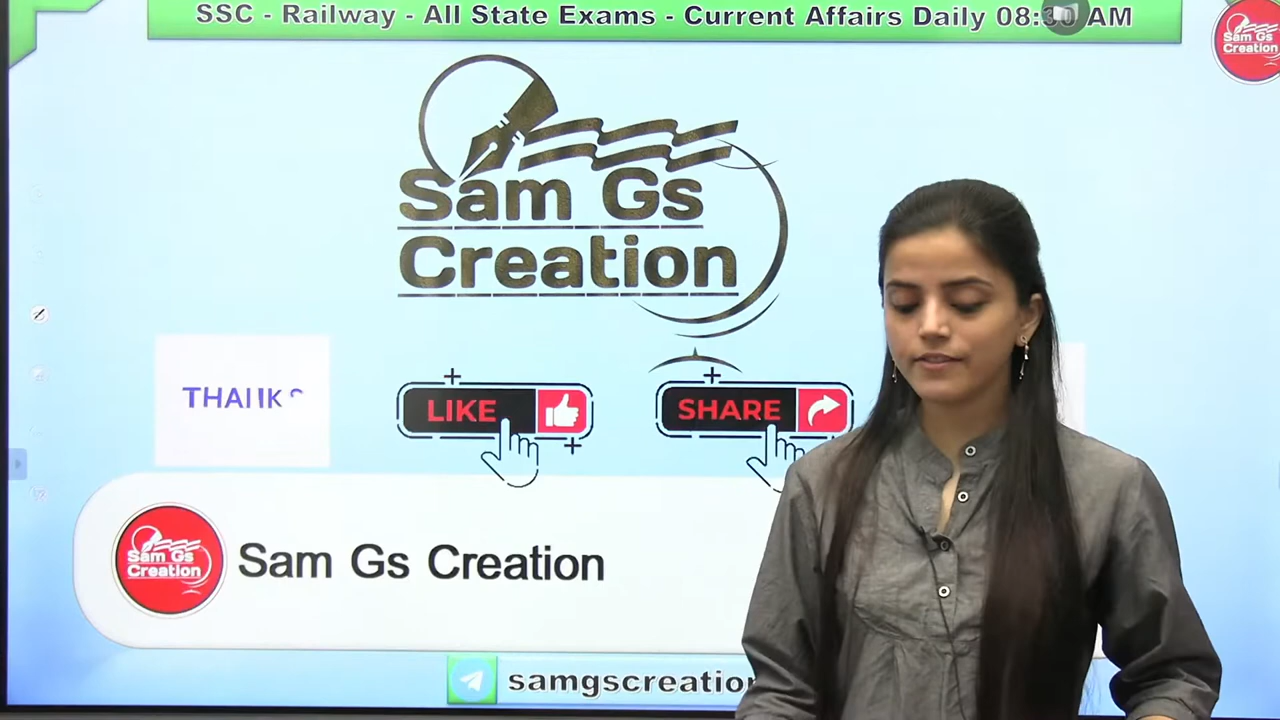 SSC - Railway - All State Exams - Current Affairs Daily 08:30 AM
Sam Gs
Creation
Sam Gs
Creation
LIKE
SHARE
Sam Gs
Creation
Sam Gs Creation
samgscreation